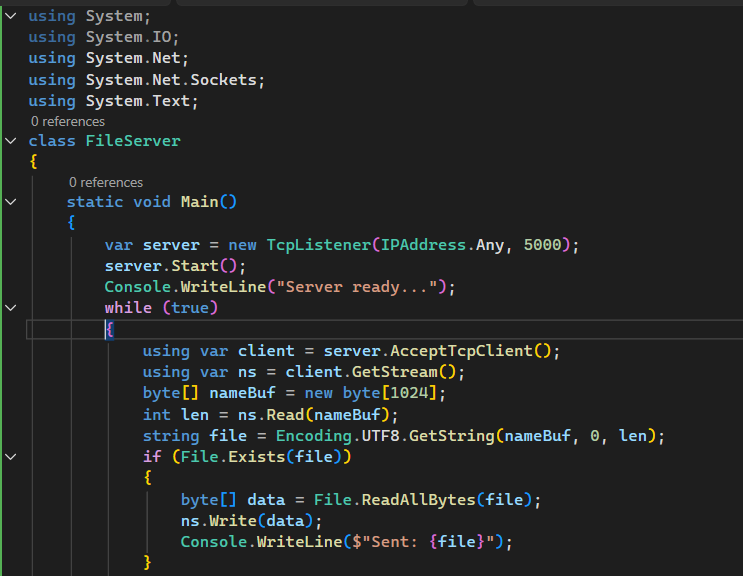 using System;
using System.IO;
using System.Net;
using System.Net.Sockets;
using System.Text;
0 references
class FileServer
{
0 references
static void Main()
{
var server = new TcpListener(IPAddress.Any, 5000);
server.Start();
Console.WriteLine("Server ready...");
while (true)
{
using var client = server.AcceptTcpClient();
using var ns = client.GetStream();
byte[] nameBuf = new byte[1024];
int len = ns.Read(nameBuf);
string file = Encoding.UTF8.GetString(nameBuf, 0, len);
if (File.Exists(file))
{
byte[] data = File.ReadAllBytes(file);
ns.Write(data);
Console.WriteLine($"Sent: {file}");
}